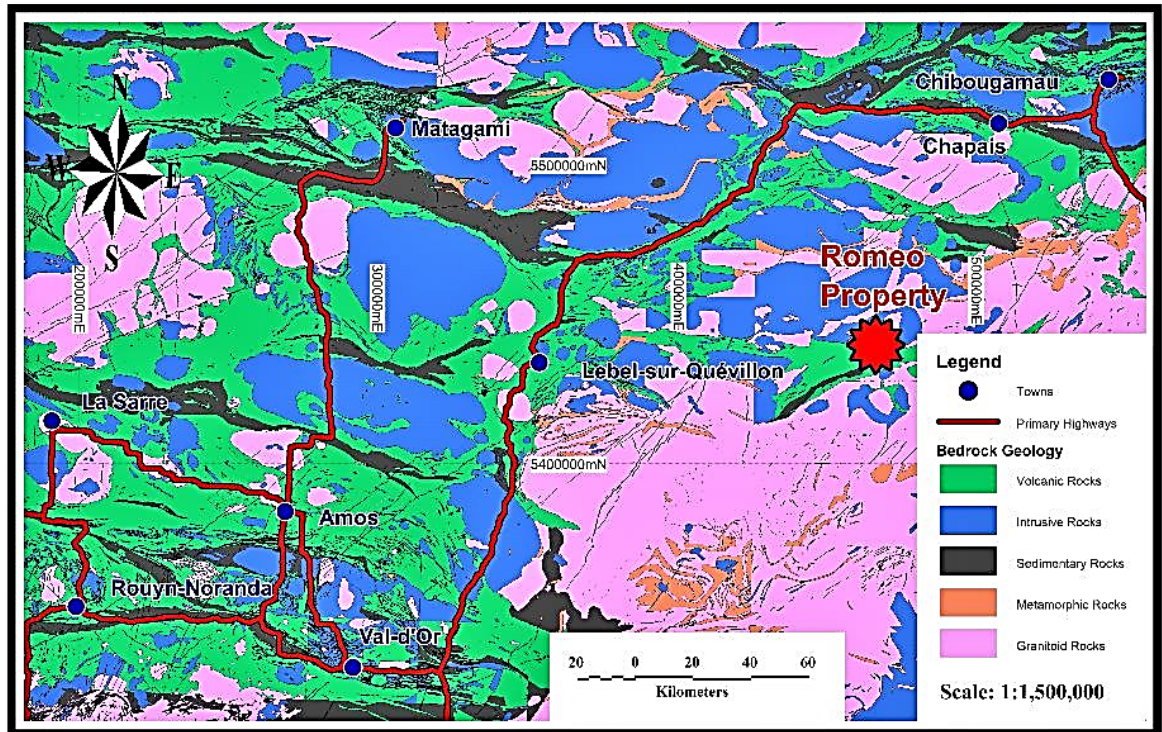 Chibougamau
N
Matagami
Chapais
W
E
5500000mN
S
Romeo
Property
200000mE
300000mE
400000mE
500000mE
Lebel-sur-Quévillon
La Sarre
5400000mN
Amos
Rouyn-Noranda
Val-d'Or
20 0 20 40 60
Kilometers
Legend
Towns
Primary Highways
Bedrock Geology
Volcanic Rocks
Intrusive Rocks
Sedimentary Rocks
Metamorphic Rocks
Granitoid Rocks
Scale: 1:1,500,000